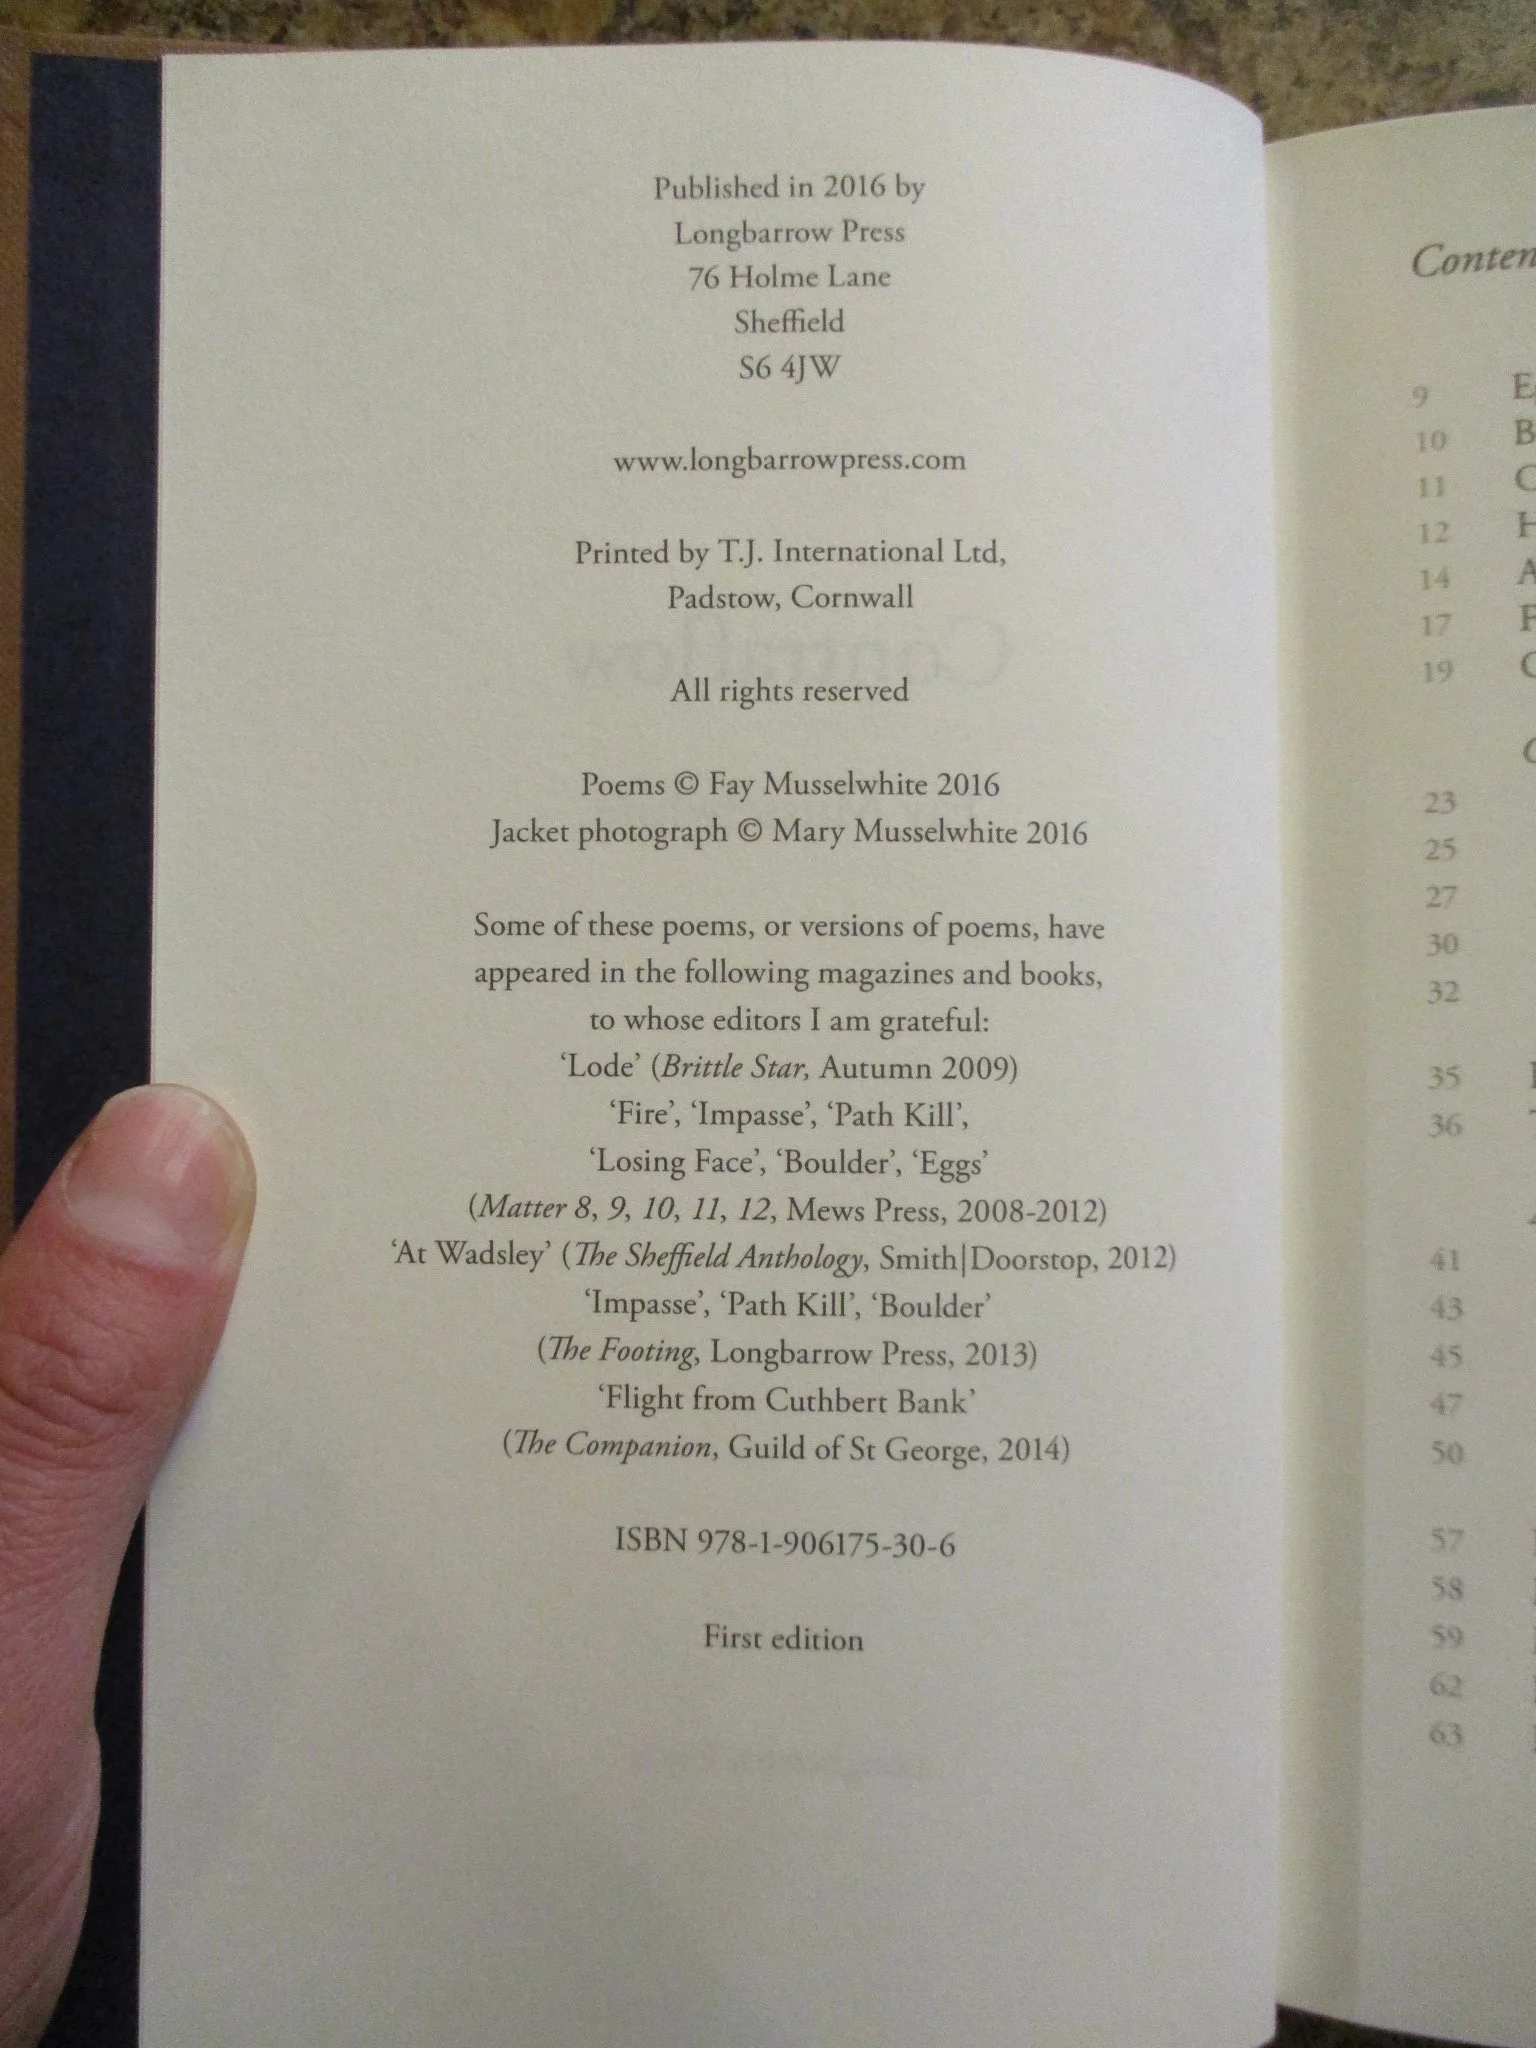 Published in 2016 by
Longbarrow Press
76 Holme Lane
Sheffield
S6 4JW
www.longbarrowpress.com
Printed by T.J. International Ltd,
Padstow, Cornwall
All rights reserved
Poems © Fay Musselwhite 2016
Jacket photograph © Mary Musselwhite 2016
Some of these poems, or versions of poems, have
appeared in the following magazines and books,
to whose editors I am grateful:
‘Lode’ (Brittle Star, Autumn 2009)
‘Fire’, ‘Impasse’, ‘Path Kill’,
‘Losing Face’, ‘Boulder’, ‘Eggs’
(Matter 8, 9, 10, 11, 12, Mews Press, 2008-2012)
‘At Wadsley’ (The Sheffield Anthology, Smith|Doorstop, 2012)
‘Impasse’, ‘Path Kill’, ‘Boulder’
(The Footing, Longbarrow Press, 2013)
‘Flight from Cuthbert Bank’
(The Companion, Guild of St George, 2014)
ISBN 978-1-906175-30-6
First edition
Conten
9
10 B
11 C
12 H
14 A
17 F
19
23
25
27
30
32
35
36
41
43
45
47
50
57
58
59
62
63